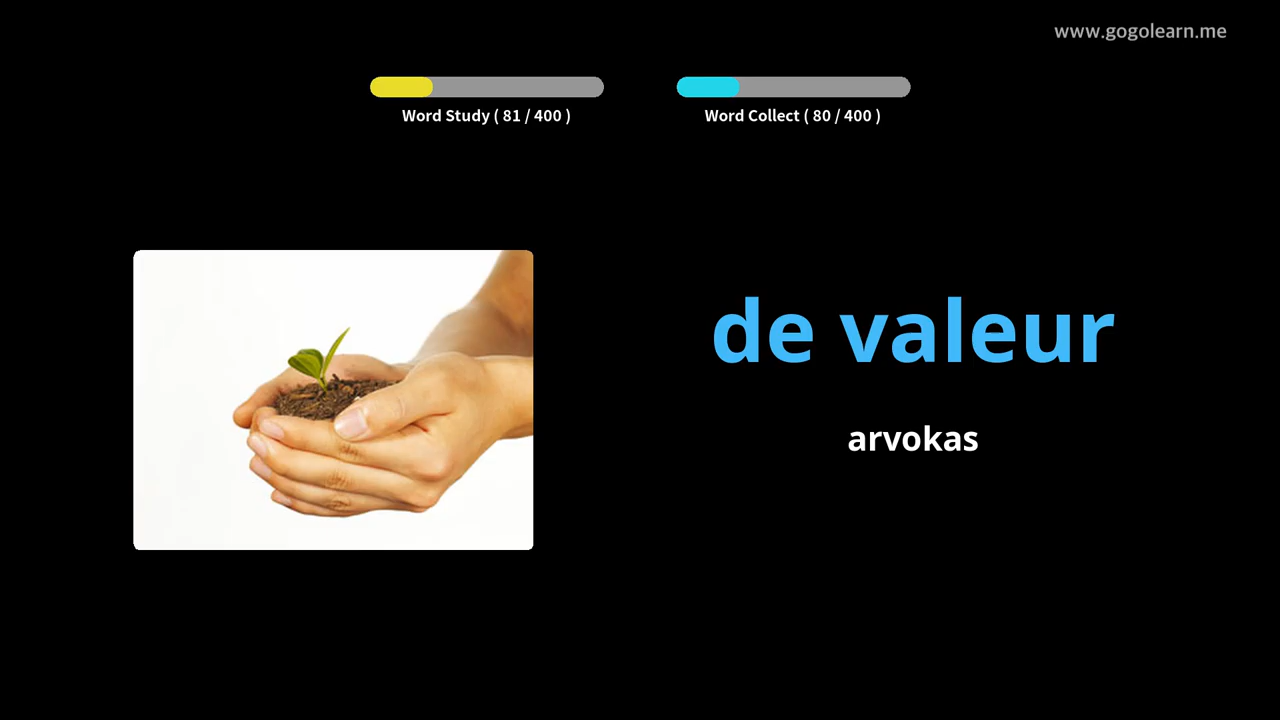 www.gogolearn.me
Word Study ( 81 / 400 )
Word Collect ( 80 / 400 )
de valeur
arvokas